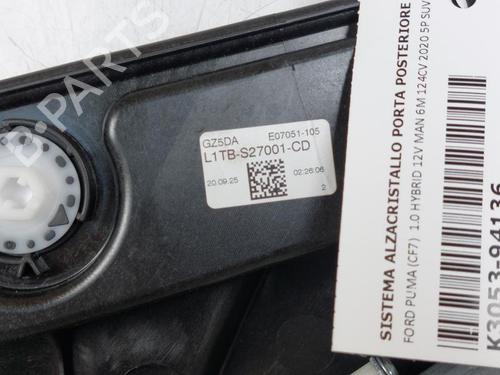 GZ5DA E07051-105
L1TB-S27001-CD
20.09.25 02:26:06
2
SISTEMA ALZACRISTALLO PORTA POSTERIORE
FORD PUMA (CF7) 1.0 HYBRID 12V MAN 6M 124CV 2020 5P SUV
K3053-94136